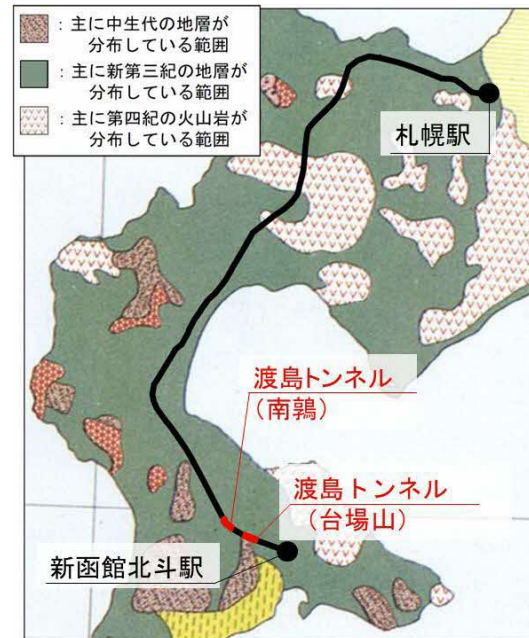 ：主に中生代の地層が
分布している範囲
：主に新第三紀の地層が
分布している範囲
：主に第四紀の火山岩が
分布している範囲
札幌駅
渡島トンネル
（南鶉）
渡島トンネル
（台場山）
新函館北斗駅